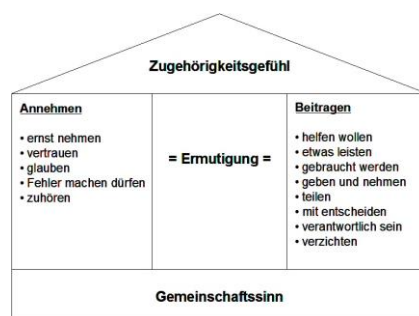 Zugehörigkeitsgefühl
Annehmen
• ernst nehmen
• vertrauen
• glauben
• Fehler machen dürfen
• zuhören
= Ermutigung =
Beitragen
• helfen wollen
• etwas leisten
• gebraucht werden
• geben und nehmen
• teilen
• mit entscheiden
• verantwortlich sein
• verzichten
Gemeinschaftssinn